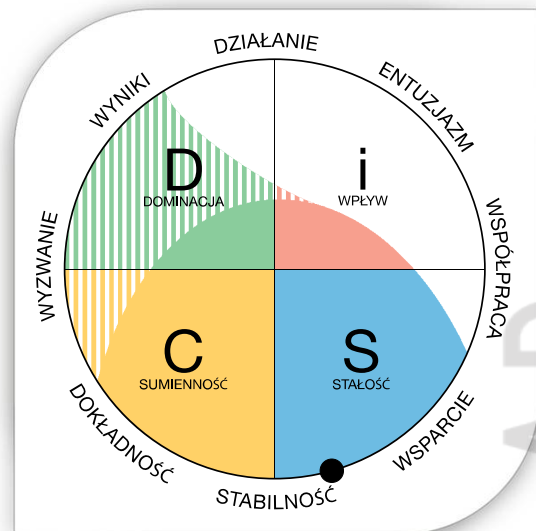 DZIAŁANIE
WYNIKI
ENTUZJAZM
D
DOMINACJA
i
WPŁYW
WYZWANIE
WSPÓŁPRACA
C
SUMIENNOŚĆ
S
STAŁOŚĆ
DOKŁADNOŚĆ
WSPARCIE
STABILNOŚĆ